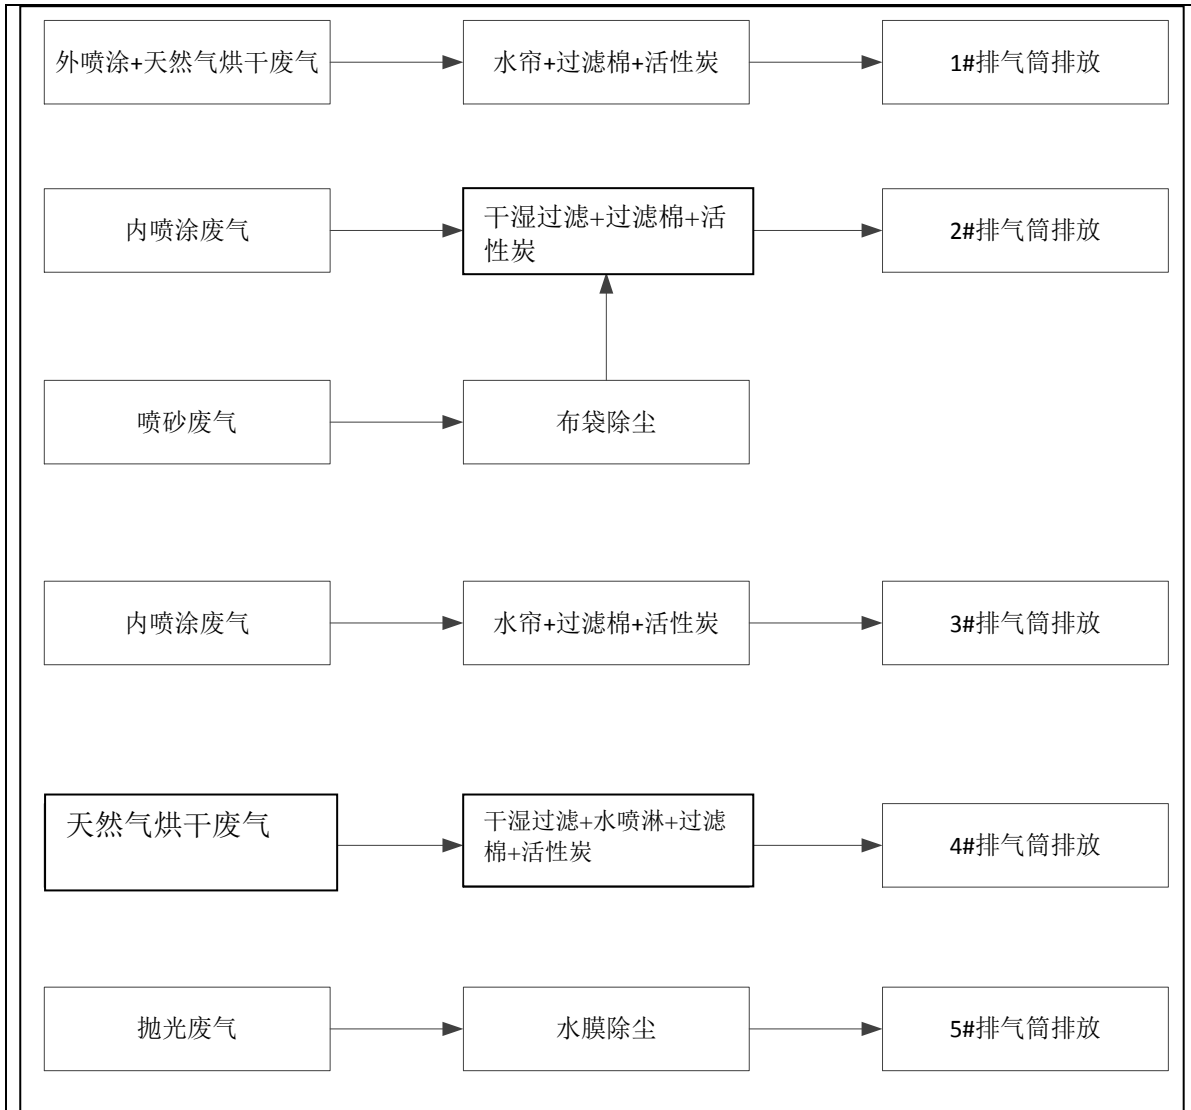 外喷涂+天然气烘干废气
水帘+过滤棉+活性炭
1#排气筒排放
内喷涂废气
干湿过滤+过滤棉+活
性炭
2#排气筒排放
喷砂废气
布袋除尘
内喷涂废气
水帘+过滤棉+活性炭
3#排气筒排放
天然气烘干废气
干湿过滤+水喷淋+过滤
棉+活性炭
4#排气筒排放
抛光废气
水膜除尘
5#排气筒排放